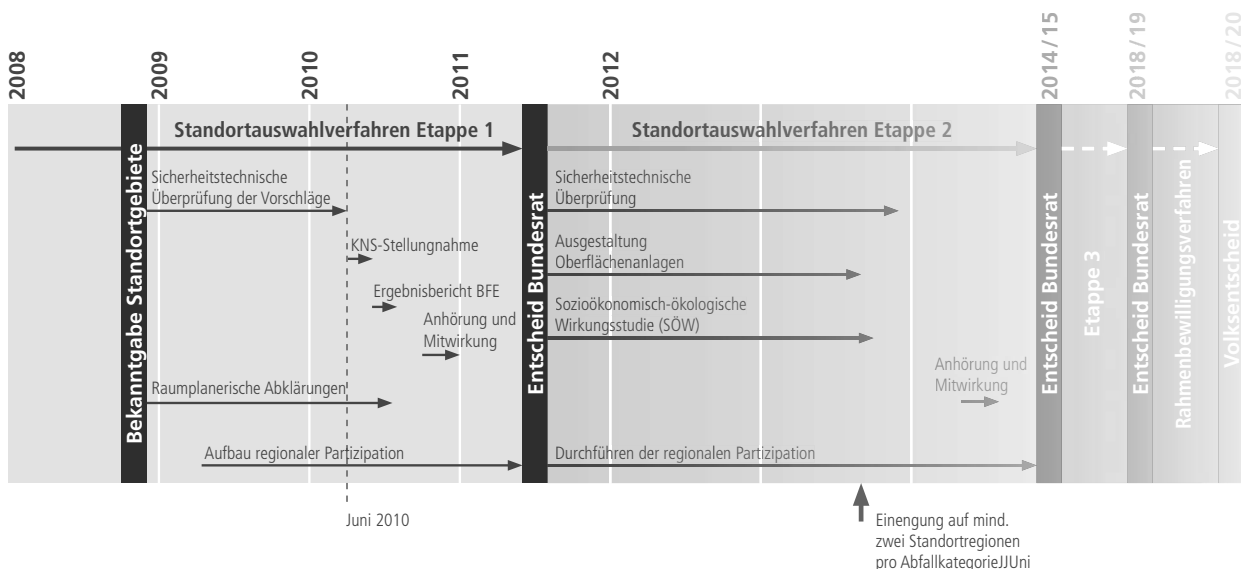 2008
2009
2010
2011
2012
2014/15
2018/19
2018/20
Bekanntgabe Standortgebiete
Standortauswahlverfahren Etappe 1
Sicherheitstechnische
Überprüfung der Vorschläge
KNS-Stellungnahme
Ergebnisbericht BFE
Anhörung und
Mitwirkung
Raumplanerische Abklärungen
Aufbau regionaler Partizipation
Juni 2010
Entscheid Bundesrat
Standortauswahlverfahren Etappe 2
Sicherheitstechnische
Überprüfung
Ausgestaltung
Oberflächenanlagen
Sozioökonomisch-ökologische
Wirkungsstudie (SÖW)
Anhörung und
Mitwirkung
Durchführen der regionalen Partizipation
Einengung auf mind.
zwei Standortregionen
pro AbfallkategorieJJUni
Entscheid Bundesrat
Etappe 3
Entscheid Bundesrat
Rahmenbewilligungsverfahren
Volksentscheid